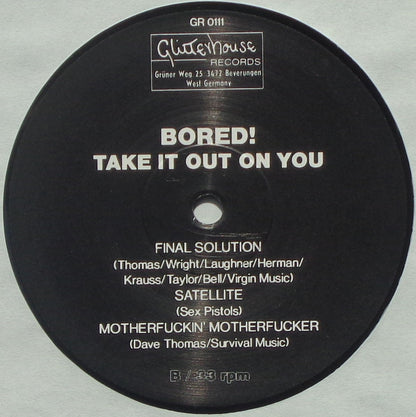 GR 0111
Glitterhouse
RECORDS
Grüner Weg 25 3472 Beverungen
West Germany
BORED!
TAKE IT OUT ON YOU
FINAL SOLUTION
(Thomas/Wright/Laughner/Herman/
Krauss/Taylor/Bell/Virgin Music)
SATELLITE
(Sex Pistols)
MOTHERFUCKIN' MOTHERFUCKER
(Dave Thomas/Survival Music)
B / 33 rpm